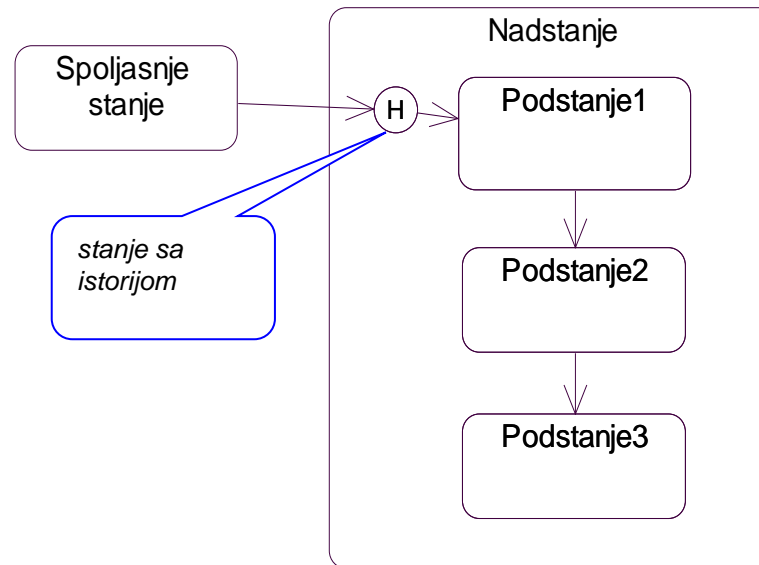 Nadstanje
Spoljasnje
stanje
H
Podstanje1
stanje sa
istorijom
Podstanje2
Podstanje3